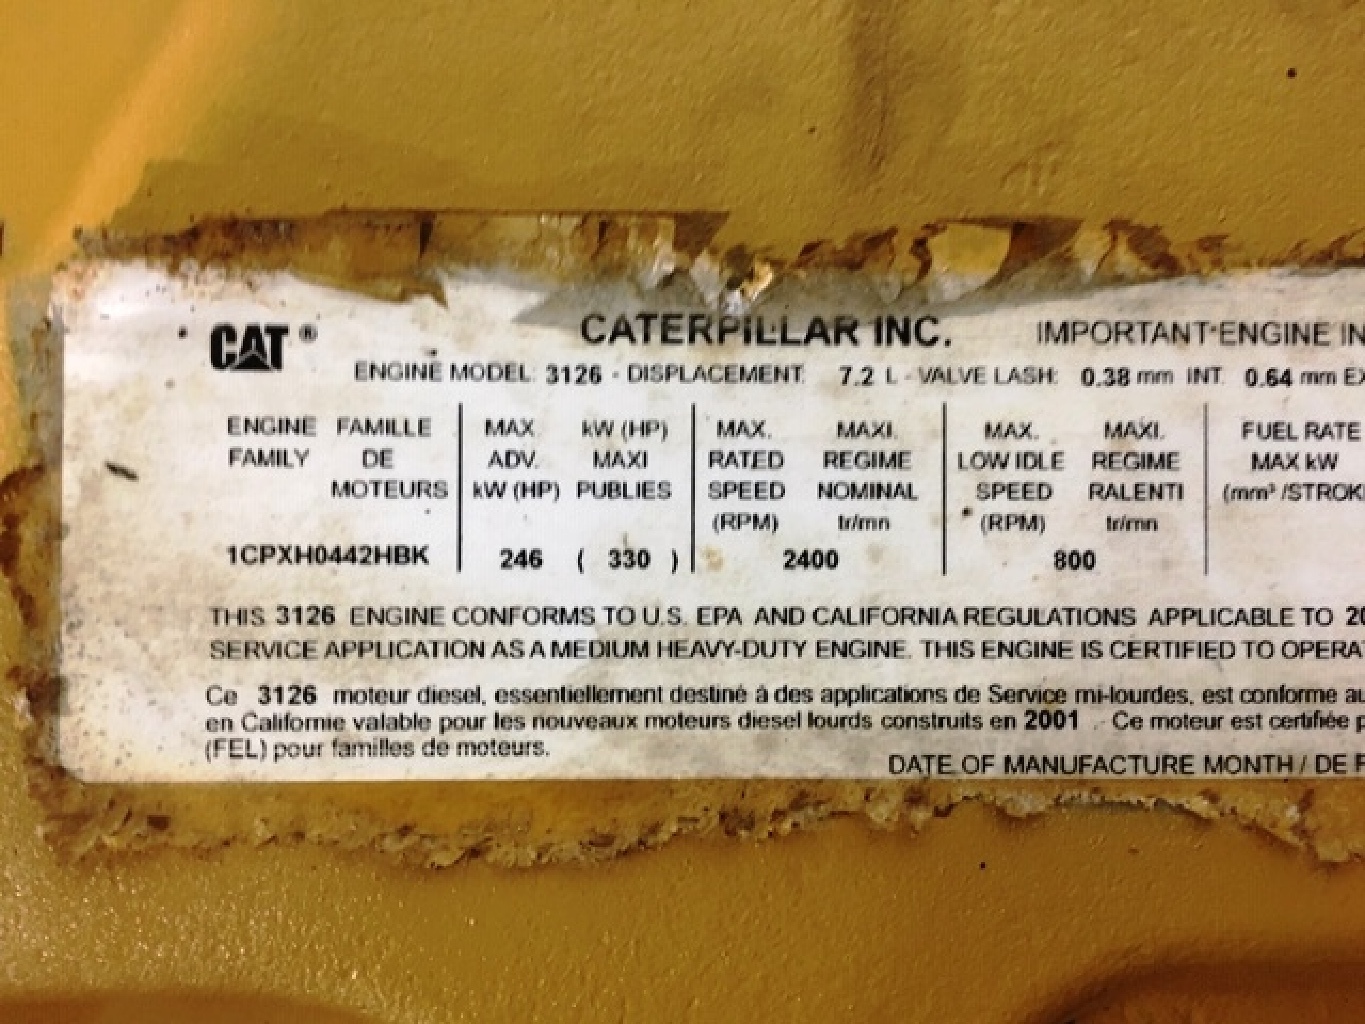 CAT ® CATERPILLAR INC. IMPORTANT ENGINE
ENGINE MODEL: 3126 - DISPLACEMENT: 7.2 L - VALVE LASH: 0.38 mm INT. 0.64 mm
ENGINE FAMILLE MAX. kW (HP) MAX. MAXI. MAX. MAXI. FUEL RATE
FAMILY DE ADV. MAXI RATED REGIME LOW IDLE REGIME MAX kW
MOTEURS kW (HP) PUBLIES SPEED NOMINAL SPEED RALENTI (mm³ /STROK
(RPM) tr/mn (RPM) tr/mn
1CPXH0442HBK 246 ( 330 ) 2400 800
THIS 3126 ENGINE CONFORMS TO U.S. EPA AND CALIFORNIA REGULATIONS APPLICABLE TO 20
SERVICE APPLICATION AS A MEDIUM HEAVY-DUTY ENGINE. THIS ENGINE IS CERTIFIED TO OPERA
Ce 3126 moteur diesel, essentiellement destiné à des applications de Service mi-lourdes, est conforme au
en Californie valable pour les nouveaux moteurs diesel lourds construits en 2001 . Ce moteur est certifiée p
(FEL) pour familles de moteurs.
DATE OF MANUFACTURE MONTH / DE F